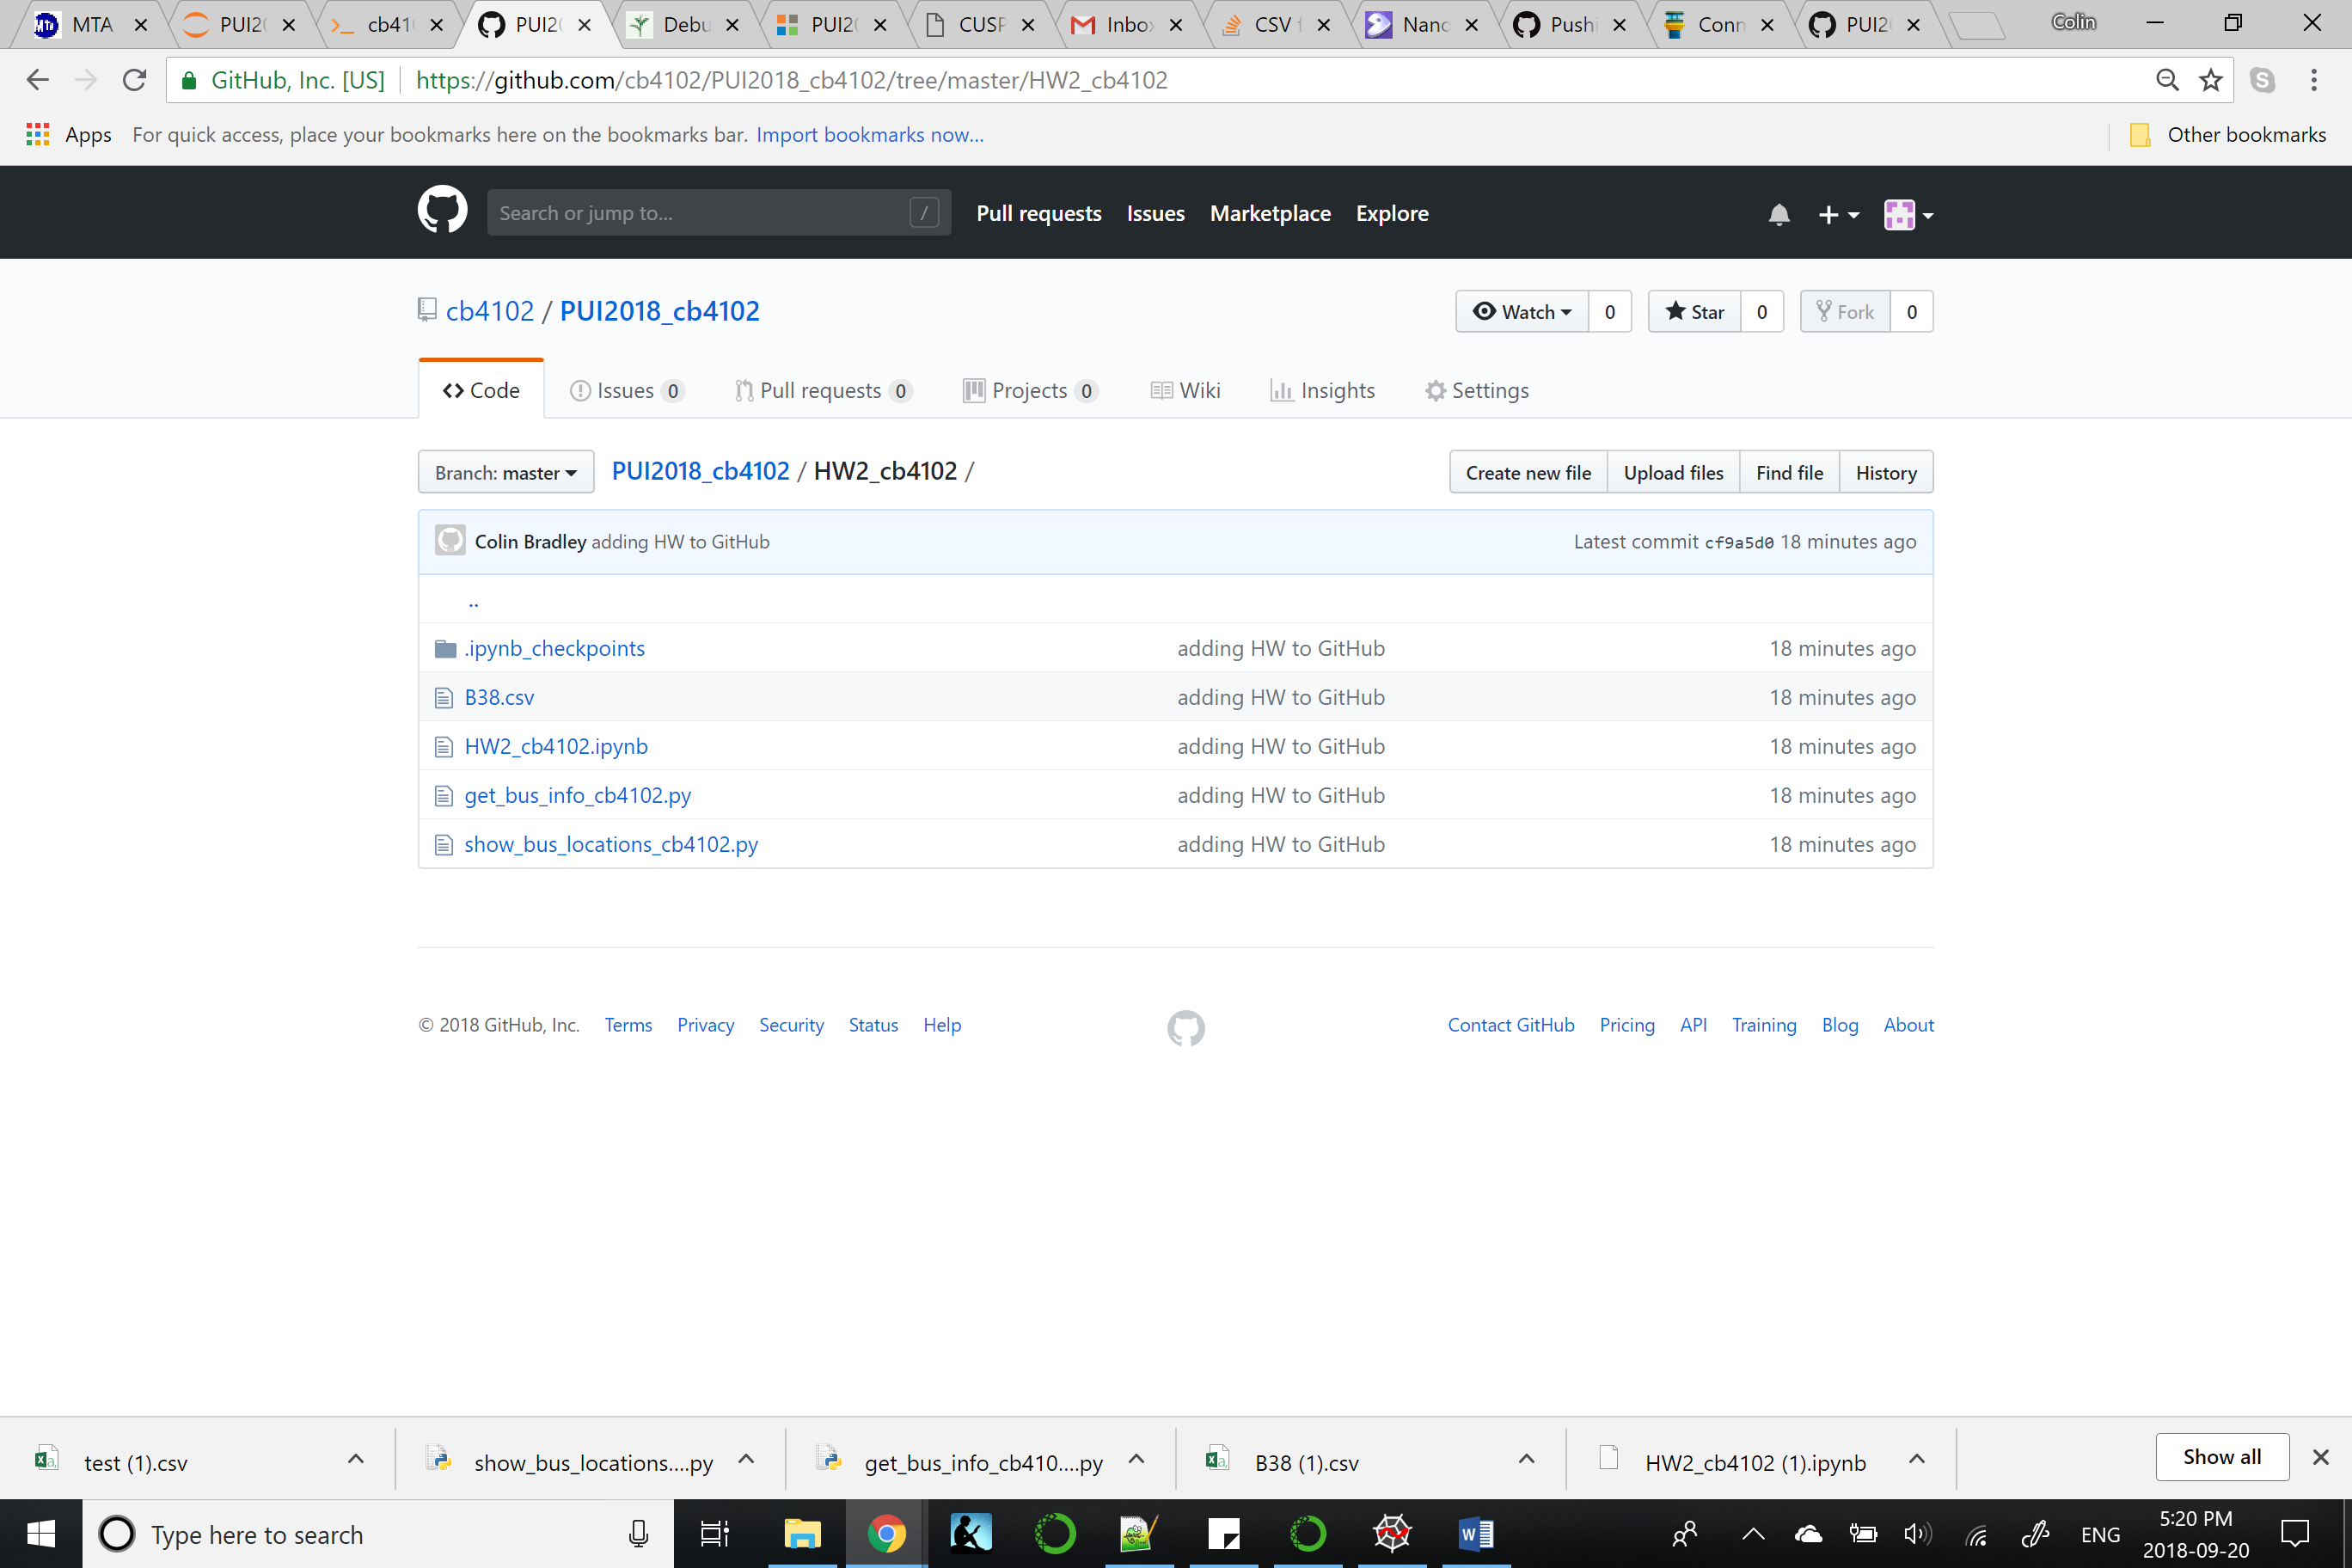 MTA PUI2 cb41 PUI2 Debu PUI2 CUSP Inbo CSV f Nanc Pushi Conn PUI2 Colin
GitHub, Inc. [US] https://github.com/cb4102/PUI2018_cb4102/tree/master/HW2_cb4102
Apps For quick access, place your bookmarks here on the bookmarks bar. Import bookmarks now... Other bookmarks
Search or jump to... / Pull requests Issues Marketplace Explore
cb4102 / PUI2018_cb4102 Watch 0 Star 0 Fork 0
Code Issues 0 Pull requests 0 Projects 0 Wiki Insights Settings
Branch: master PUI2018_cb4102 / HW2_cb4102 / Create new file Upload files Find file History
Colin Bradley adding HW to GitHub Latest commit cf9a5d0 18 minutes ago
..
.ipynb_checkpoints adding HW to GitHub 18 minutes ago
B38.csv adding HW to GitHub 18 minutes ago
HW2_cb4102.ipynb adding HW to GitHub 18 minutes ago
get_bus_info_cb4102.py adding HW to GitHub 18 minutes ago
show_bus_locations_cb4102.py adding HW to GitHub 18 minutes ago
© 2018 GitHub, Inc. Terms Privacy Security Status Help Contact GitHub Pricing API Training Blog About
test (1).csv show_bus_locations....py get_bus_info_cb410....py B38 (1).csv HW2_cb4102 (1).ipynb Show all
Type here to search ENG 5:20 PM
2018-09-20